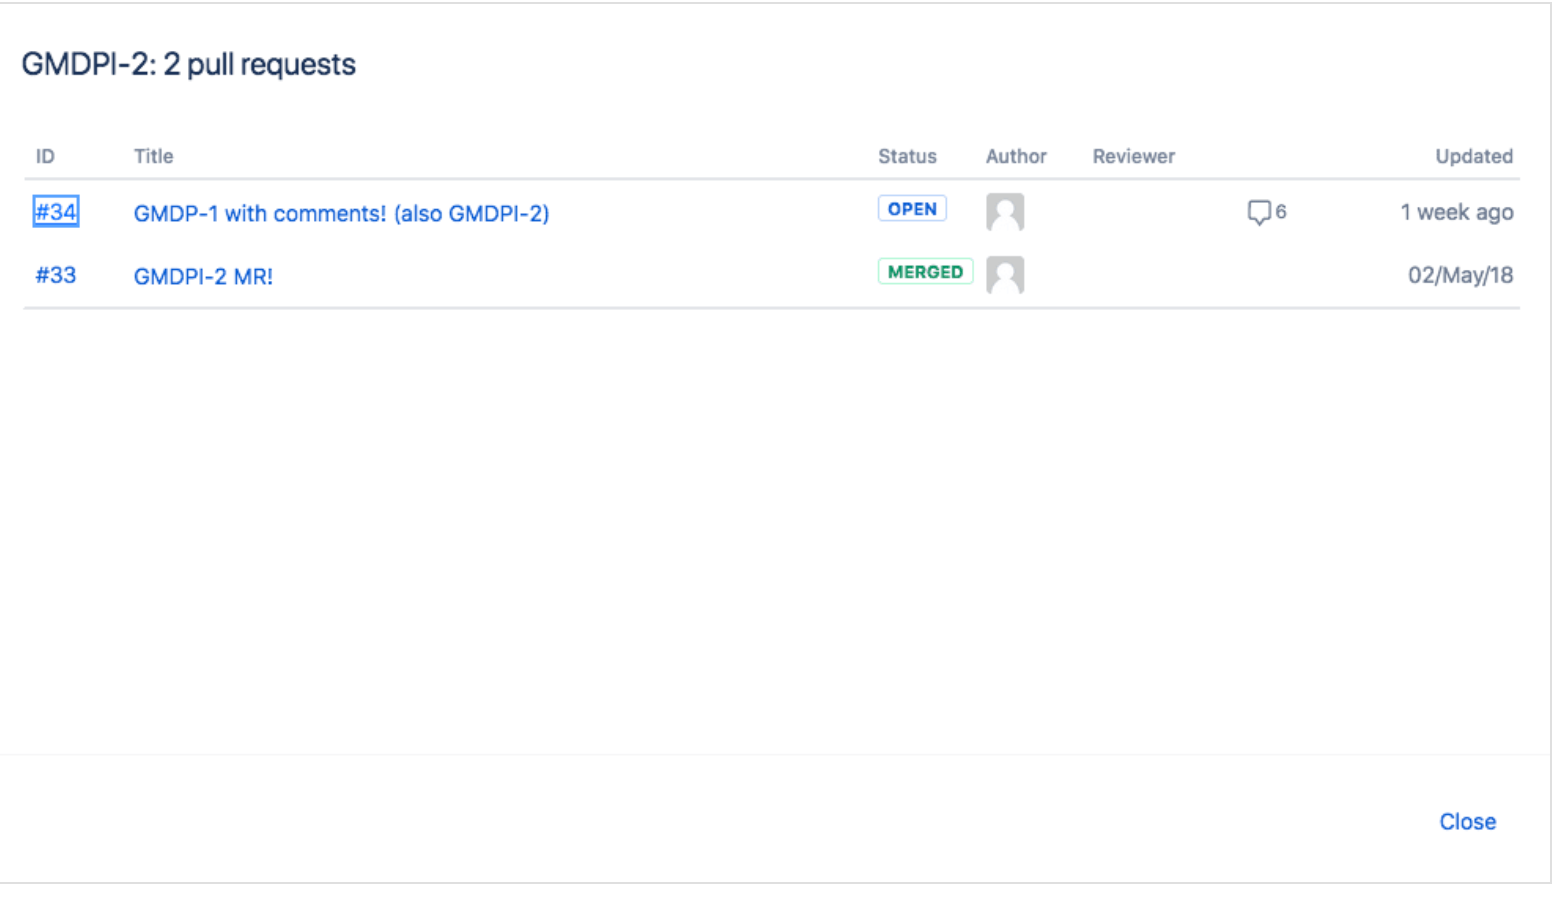 GMDPI-2: 2 pull requests
ID Title Status Author Reviewer Updated
#34 GMDP-1 with comments! (also GMDPI-2) OPEN 6 1 week ago
#33 GMDPI-2 MR! MERGED 02/May/18
Close